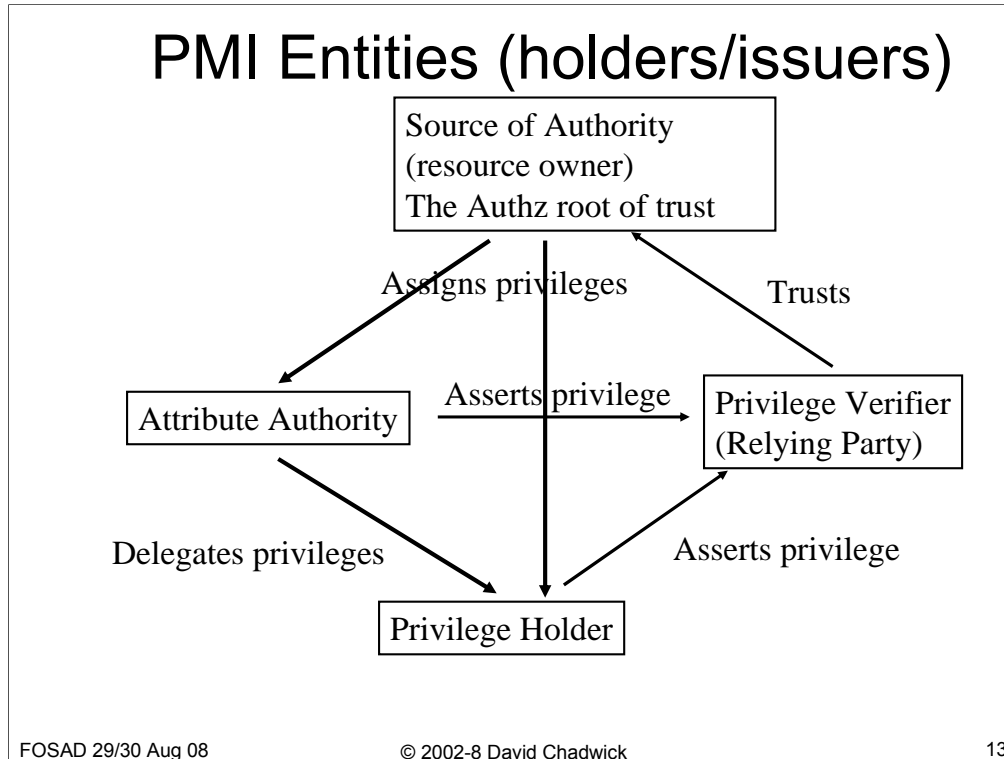 PMI Entities (holders/issuers)
Source of Authority
(resource owner)
The Authz root of trust
Assigns privileges
Trusts
Attribute Authority
Asserts privilege
Privilege Verifier
(Relying Party)
Delegates privileges
Asserts privilege
Privilege Holder
FOSAD 29/30 Aug 08
© 2002-8 David Chadwick
13